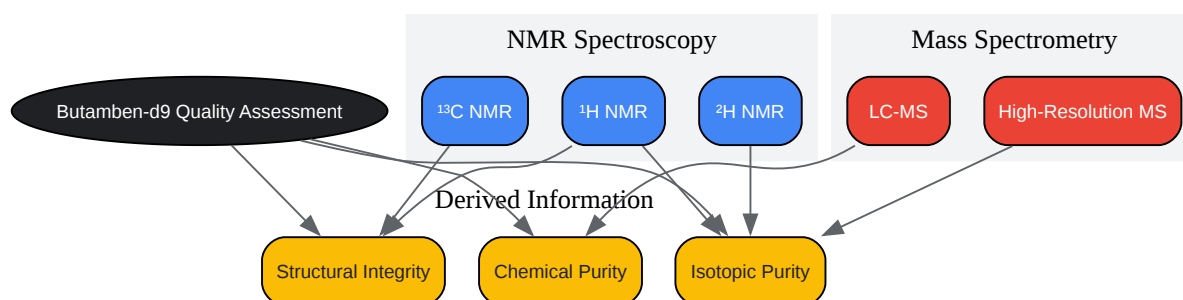 NMR Spectroscopy
Mass Spectrometry
Butamben-d9 Quality Assessment
¹³C NMR
¹H NMR
²H NMR
LC-MS
High-Resolution MS
Derived Information
Structural Integrity
Chemical Purity
Isotopic Purity